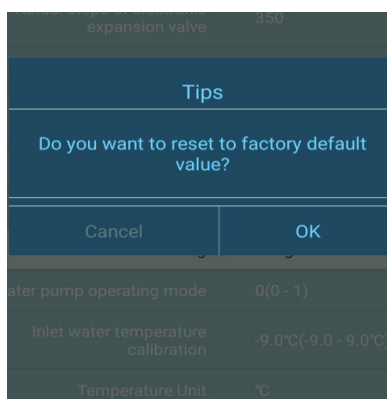 expansion valve
350
Tips
Do you want to reset to factory default
value?
Cancel
OK
pump operating mode
0(0 - 1)
Inlet water temperature
calibration
-9.0℃(-9.0 - 9.0℃
Temperature Unit
℃